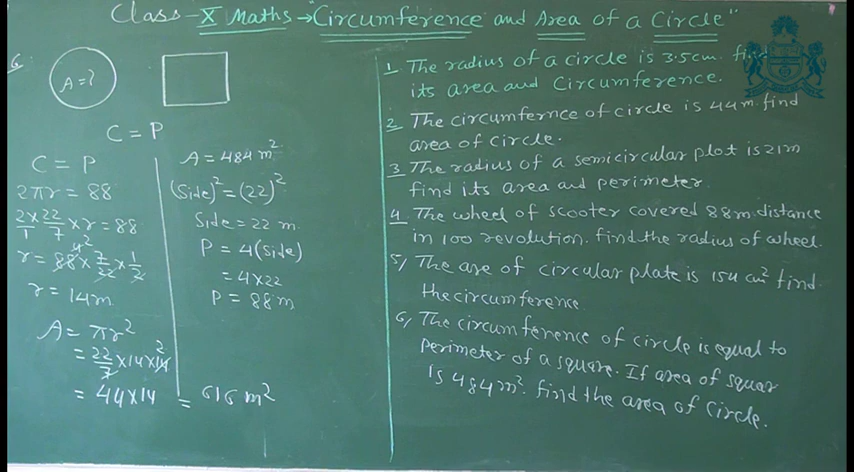 Class - X Maths → "Circumference and Area of a Circle"
6.
A=?
C = P
C = P
2πr = 88
2/1 × 22/7 × r = 88
r = 88 × 7/22 × 1/2
4 2
r = 14m
A = πr²
= 22/7 × 14 × 14
2
= 44×14 = 616 m²
A = 484 m²
(Side)² = (22)²
Side = 22 m
P = 4(Side)
= 4×22
P = 88 m
1. The radius of a circle is 3.5cm. find
its area and Circumference.
2. The circumfernce of circle is 44m. find
area of circle.
3. The radius of a semicircular plot is 21m
find its area and perimeter.
4. The wheel of scooter covered 88m. distance
in 100 revolution. find the radius of wheel.
5) The are of circular plate is 154 cm² find
the circumference.
6) The circumference of circle is equal to
perimeter of a square. If area of squar
is 484m². find the area of circle.